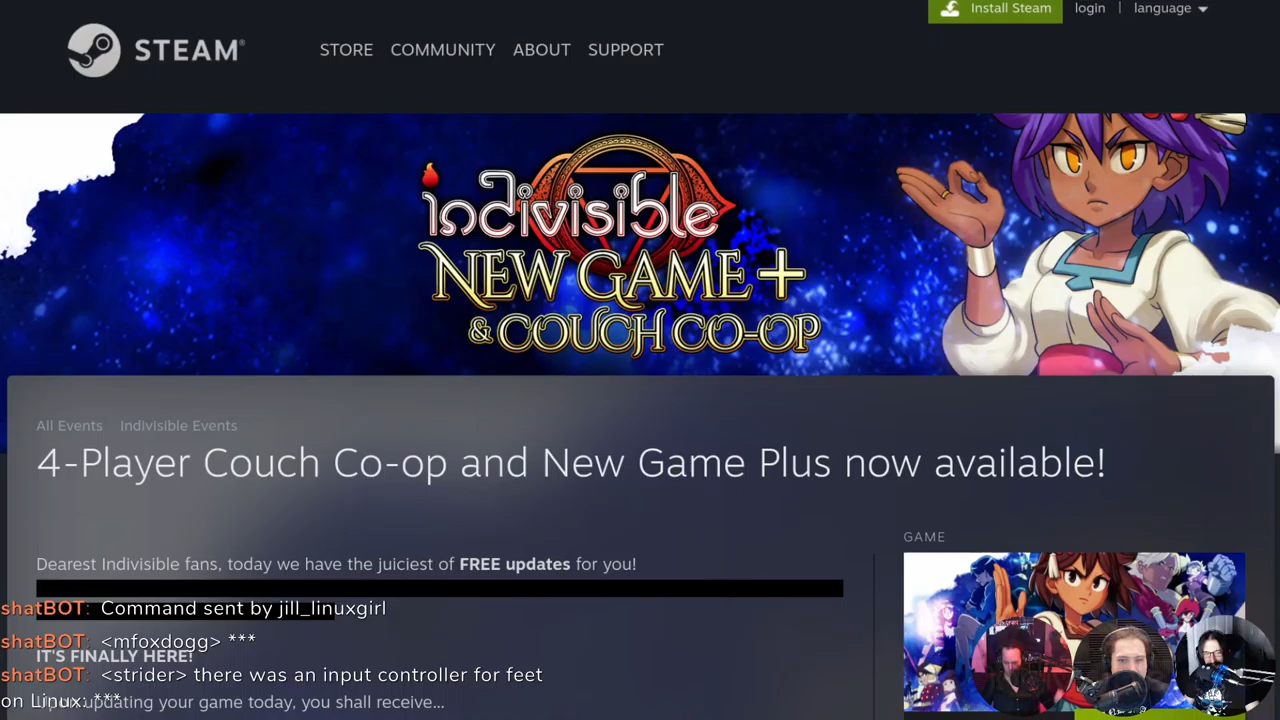 Install Steam
login | language
STEAM®
STORE COMMUNITY ABOUT SUPPORT
indivisible
NEW GAME +
& COUCH CO-OP
All Events Indivisible Events
4-Player Couch Co-op and New Game Plus now available!
GAME
Dearest Indivisible fans, today we have the juiciest of FREE updates for you!
shatBOT: Command sent by jill_linuxgirl
shatBOT: <mfoxdogg> ***
IT'S FINALLY HERE!
shatBOT: <strider> there was an input controller for feet
on Linux: ***
updating your game today, you shall receive...